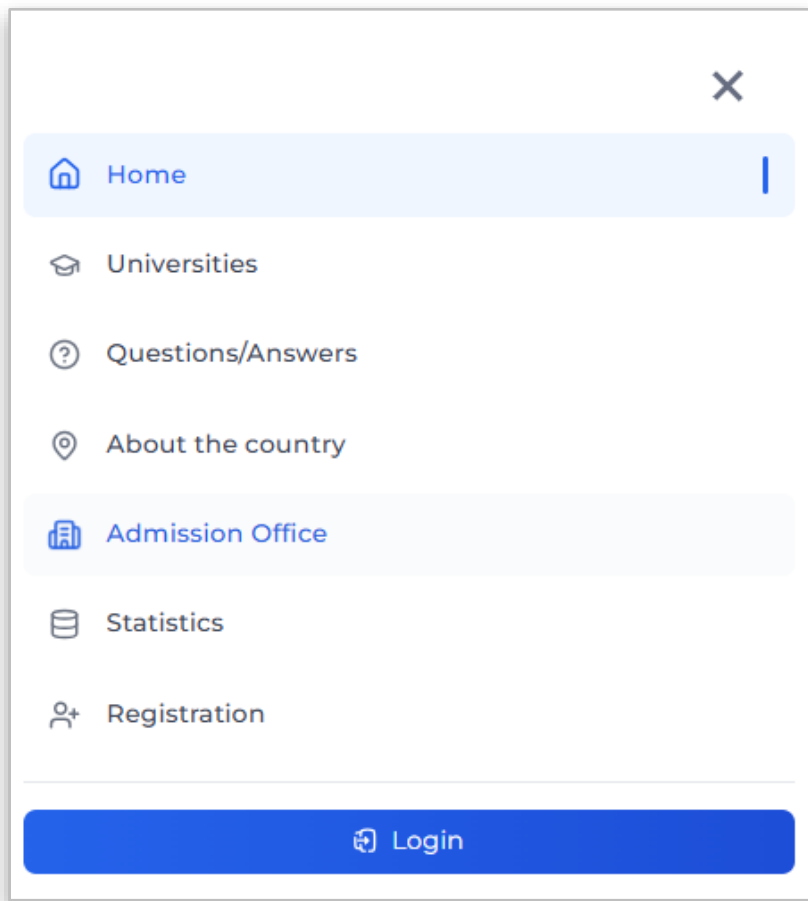 Home
Universities
Questions/Answers
About the country
Admission Office
Statistics
Registration
Login